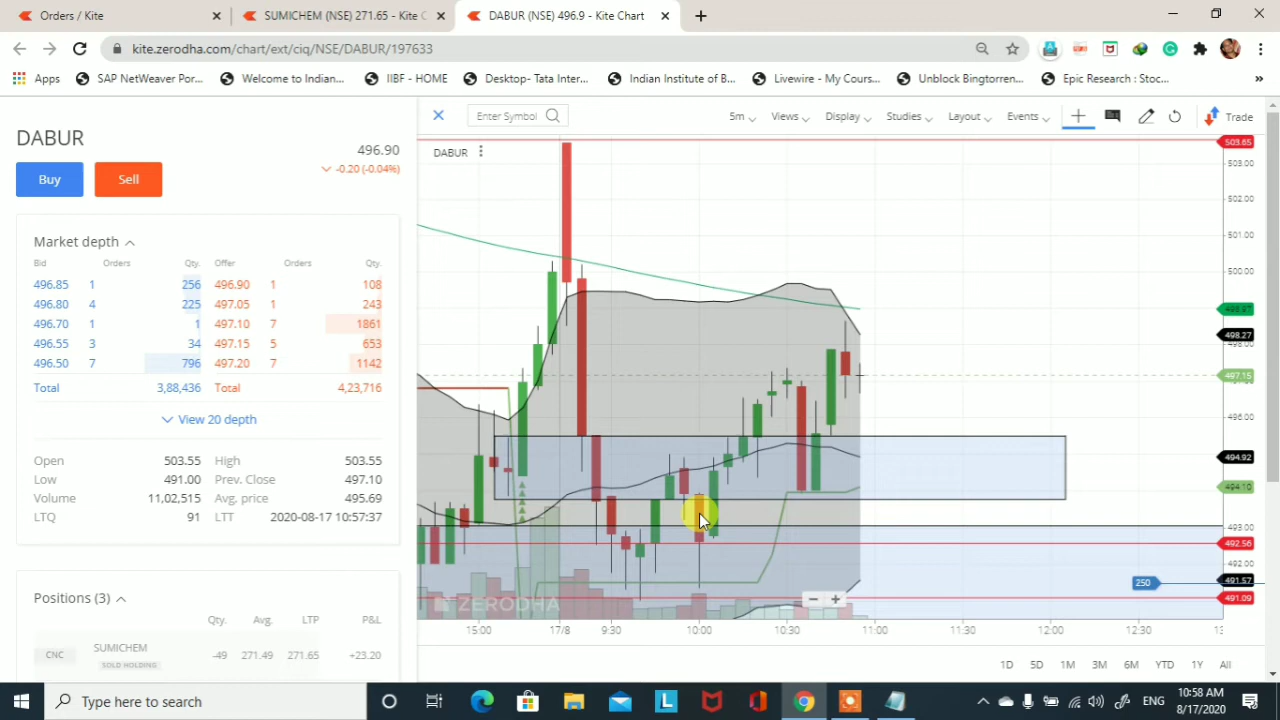 Orders / Kite
SUMICHEM (NSE) 271.65 - Kite C
DABUR (NSE) 496.9 - Kite Chart
kite.zerodha.com/chart/ext/ciq/NSE/DABUR/197633
Apps SAP NetWeaver Por... Welcome to Indian... IIBF - HOME Desktop- Tata Inter... Indian Institute of B... Livewire - My Cours... Unblock Bingtorren... Epic Research : Stoc... »
Enter Symbol 5m Views Display Studies Layout Events Trade
DABUR
496.90
-0.20 (-0.04%)
Buy Sell
Market depth
Bid Orders Qty. Offer Orders Qty.
496.85 1 256 496.90 1 108
496.80 4 225 497.05 1 243
496.70 1 1 497.10 7 1861
496.55 3 34 497.15 5 653
496.50 7 796 497.20 7 1142
Total 3,88,436 Total 4,23,716
View 20 depth
Open 503.55 High 503.55
Low 491.00 Prev. Close 497.10
Volume 11,02,515 Avg. price 495.69
LTQ 91 LTT 2020-08-17 10:57:37
Positions (3)
Qty. Avg. LTP P&L
CNC SUMICHEM -49 271.49 271.65 +23.20
SOLD HOLDING
DABUR
503.65
503.00
502.00
501.00
500.00
498.97
498.27
498.00
497.15
496.00
494.92
494.10
493.00
492.56
492.00
250 491.57
491.09
ZERODHA
15:00 17/8 9:30 10:00 10:30 11:00 11:30 12:00 12:30
1D 5D 1M 3M 6M YTD 1Y All
Type here to search
ENG
10:58 AM
8/17/2020